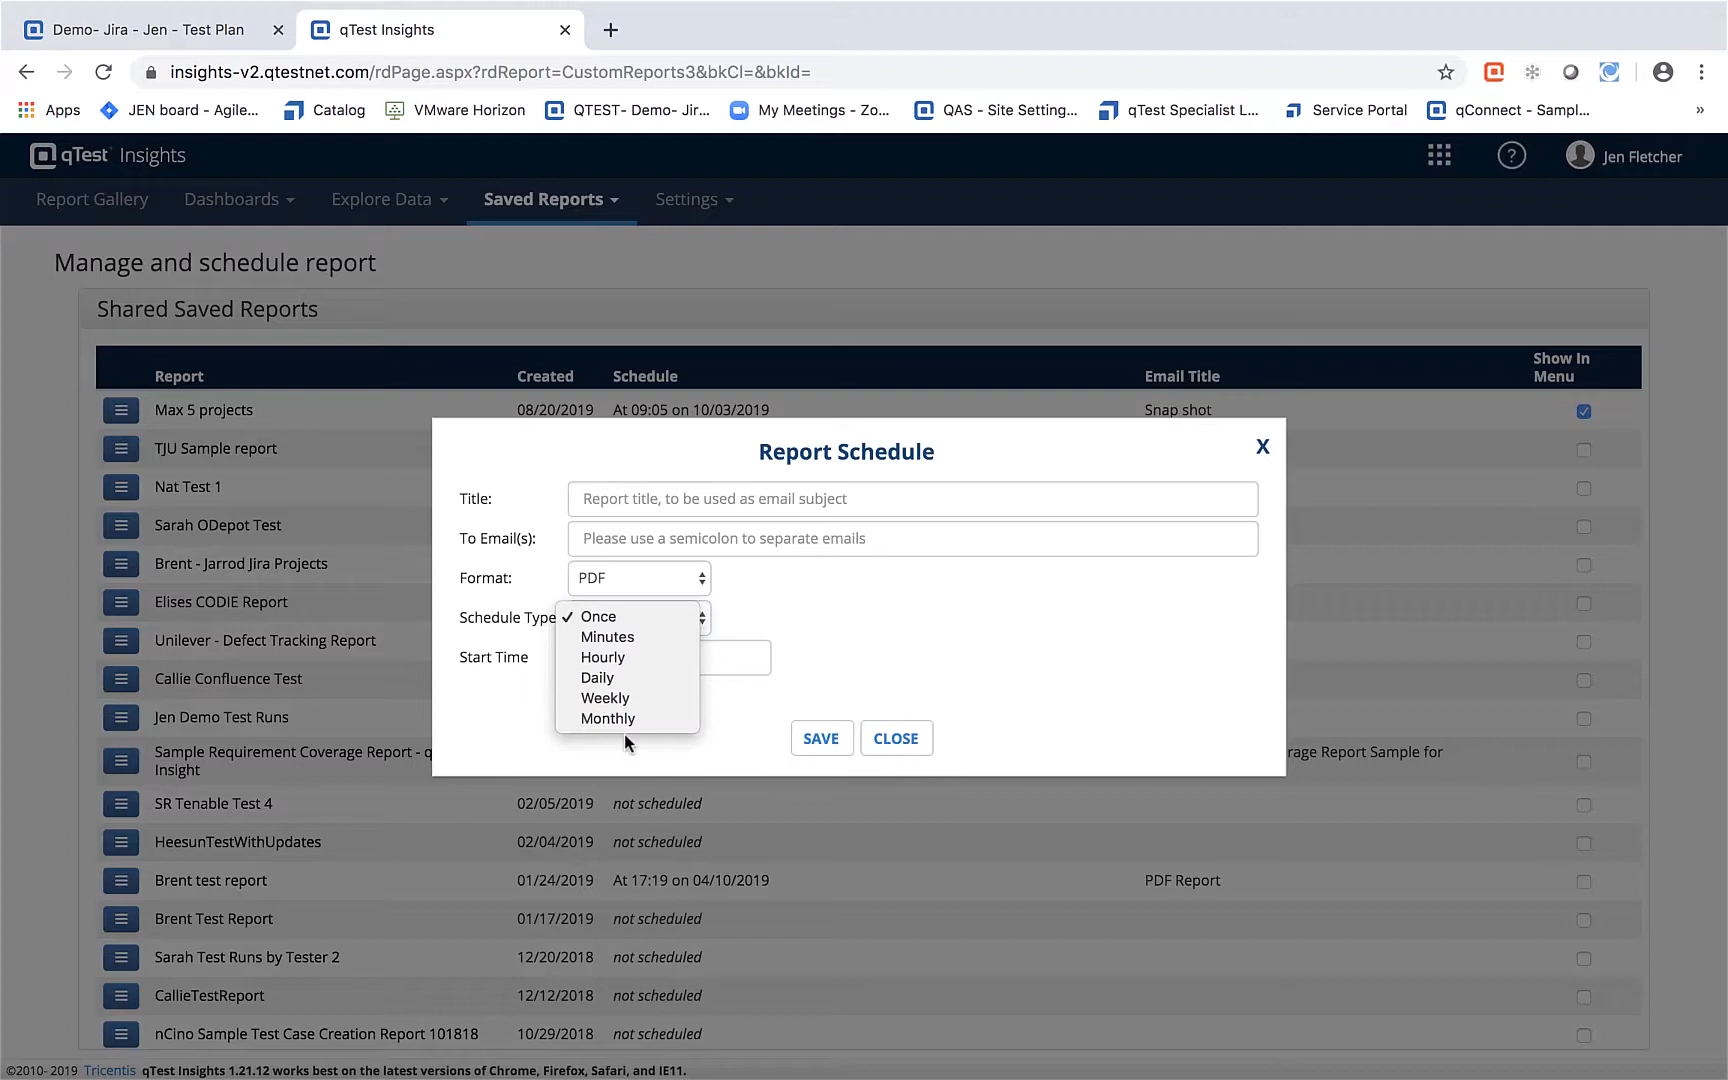 Demo- Jira - Jen - Test Plan
qTest Insights
insights-v2.qtestnet.com/rdPage.aspx?rdReport=CustomReports3&bkCl=&bkId=
Apps
JEN board - Agile...
Catalog
VMware Horizon
QTEST- Demo- Jir...
My Meetings - Zo...
QAS - Site Setting...
qTest Specialist L...
Service Portal
qConnect - Sampl...
»
qTest Insights
?
Jen Fletcher
Report Gallery
Dashboards
Explore Data
Saved Reports
Settings
Manage and schedule report
Shared Saved Reports
Report Created Schedule Email Title Show In Menu
Max 5 projects 08/20/2019 At 09:05 on 10/03/2019 Snap shot
TJU Sample report
Nat Test 1
Sarah ODepot Test
Brent - Jarrod Jira Projects
Elises CODIE Report
Unilever - Defect Tracking Report
Callie Confluence Test
Jen Demo Test Runs
Sample Requirement Coverage Report - q
Insight
rage Report Sample for
SR Tenable Test 4 02/05/2019 not scheduled
HeesunTestWithUpdates 02/04/2019 not scheduled
Brent test report 01/24/2019 At 17:19 on 04/10/2019 PDF Report
Brent Test Report 01/17/2019 not scheduled
Sarah Test Runs by Tester 2 12/20/2018 not scheduled
CallieTestReport 12/12/2018 not scheduled
nCino Sample Test Case Creation Report 101818 10/29/2018 not scheduled
Report Schedule
X
Title: Report title, to be used as email subject
To Email(s): Please use a semicolon to separate emails
Format: PDF
Schedule Type
✓ Once
Minutes
Hourly
Daily
Weekly
Monthly
Start Time
SAVE
CLOSE
©2010- 2019 Tricentis qTest Insights 1.21.12 works best on the latest versions of Chrome, Firefox, Safari, and IE11.